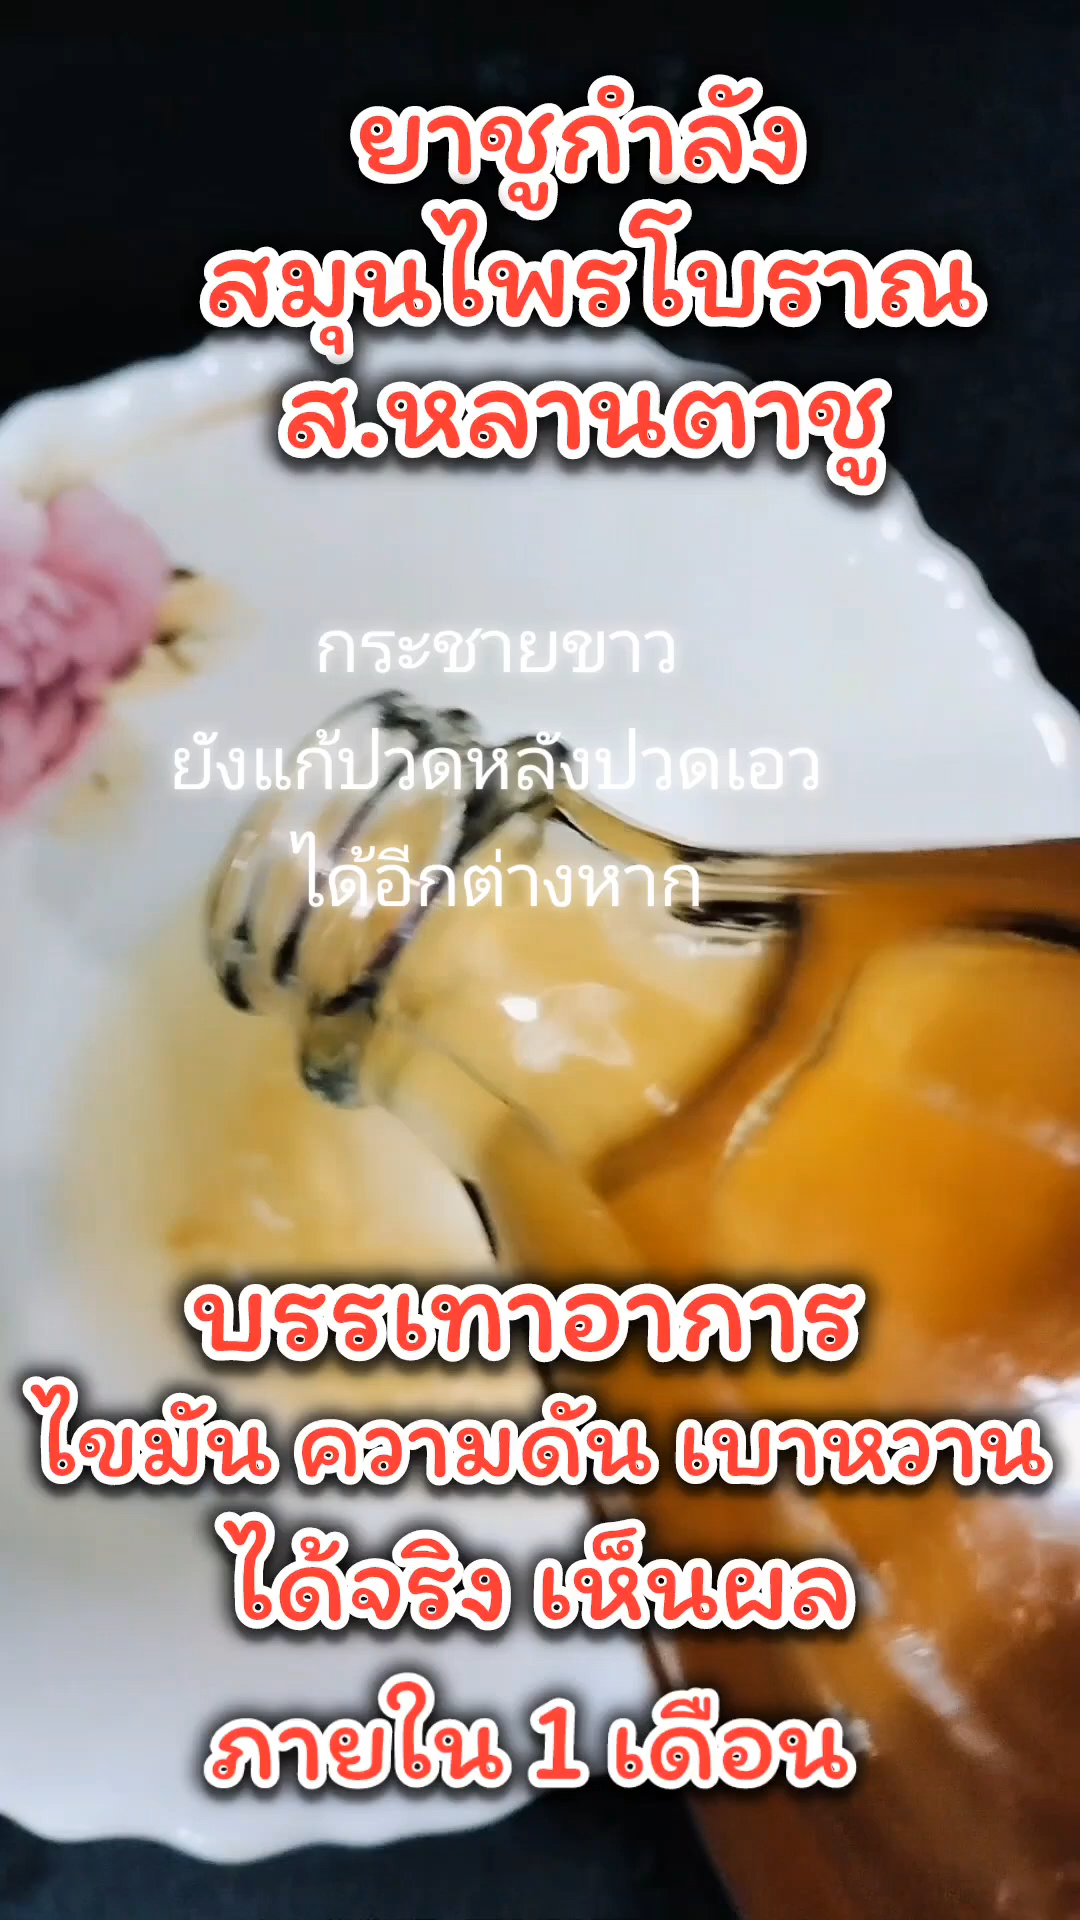 ยาชูกำลัง
สมุนไพรโบราณ
ส.หลานตาชู
กระชายขาว
ยังแก้ปวดหลังปวดเอว
ได้อีกต่างหาก
บรรเทาอาการ
ไขมัน ความดัน เบาหวาน
ได้จริง เห็นผล
ภายใน 1 เดือน